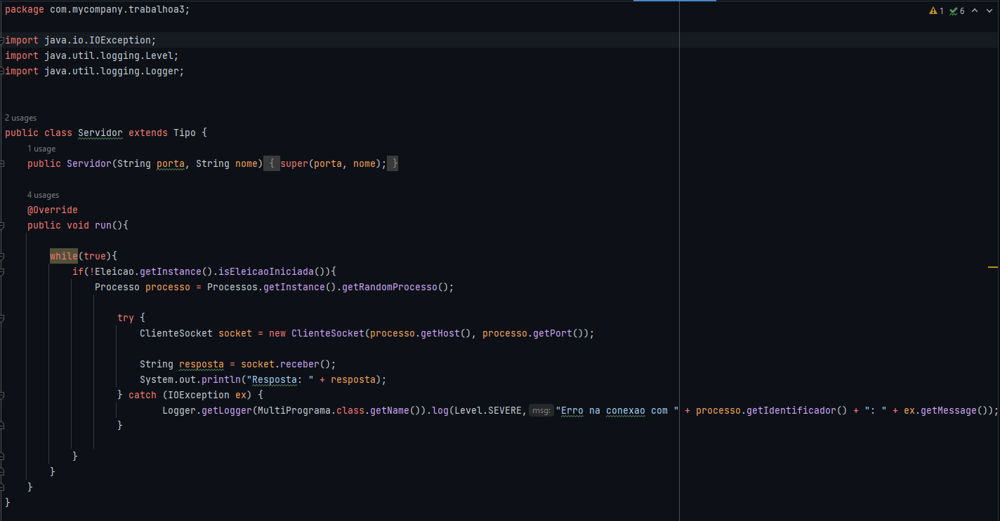 package com.mycompany.trabalhoa3;
1 6
import java.io.IOException;
import java.util.logging.Level;
import java.util.logging.Logger;
2 usages
public class Servidor extends Tipo {
1 usage
public Servidor(String porta, String nome) { super(porta, nome); }
4 usages
@Override
public void run(){
while(true){
if(!Eleicao.getInstance().isEleicaoIniciada()){
Processo processo = Processos.getInstance().getRandomProcesso();
try {
ClienteSocket socket = new ClienteSocket(processo.getHost(), processo.getPort());
String resposta = socket.receber();
System.out.println("Resposta: " + resposta);
} catch (IOException ex) {
Logger.getLogger(MultiPrograma.class.getName()).log(Level.SEVERE, msg: "Erro na conexao com " + processo.getIdentificador() + ": " + ex.getMessage());
}
}
}
}
}